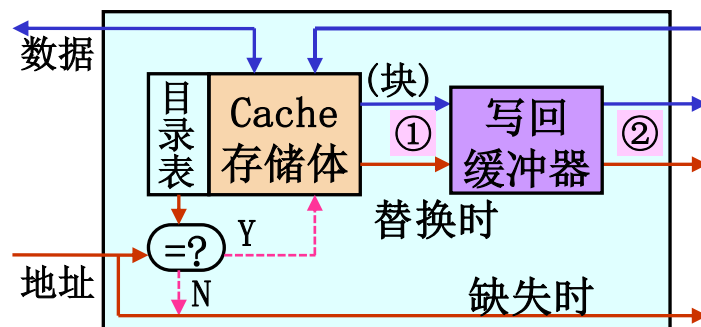 数据
目录表
Cache
存储体
(块)
①
写回
缓冲器
②
替换时
=?
Y
N
地址
缺失时